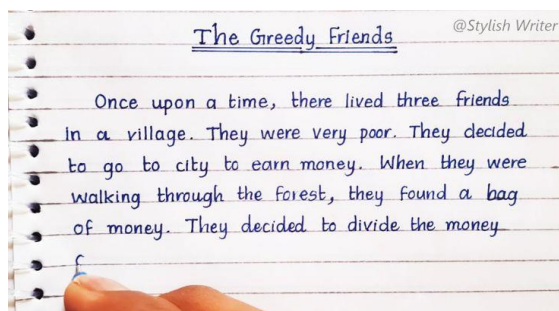 @Stylish Writer
The Greedy Friends
Once upon a time, there lived three friends
in a village. They were very poor. They decided
to go to city to earn money. When they were
walking through the forest, they found a bag
of money. They decided to divide the money